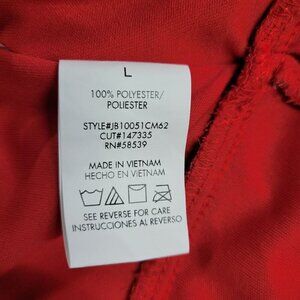 L
100% POLYESTER/
POLIESTER
STYLE#JB10051CM62
CUT#147335
RN#58539
MADE IN VIETNAM
HECHO EN VIETNAM
SEE REVERSE FOR CARE
INSTRUCCIONES AL REVERSO